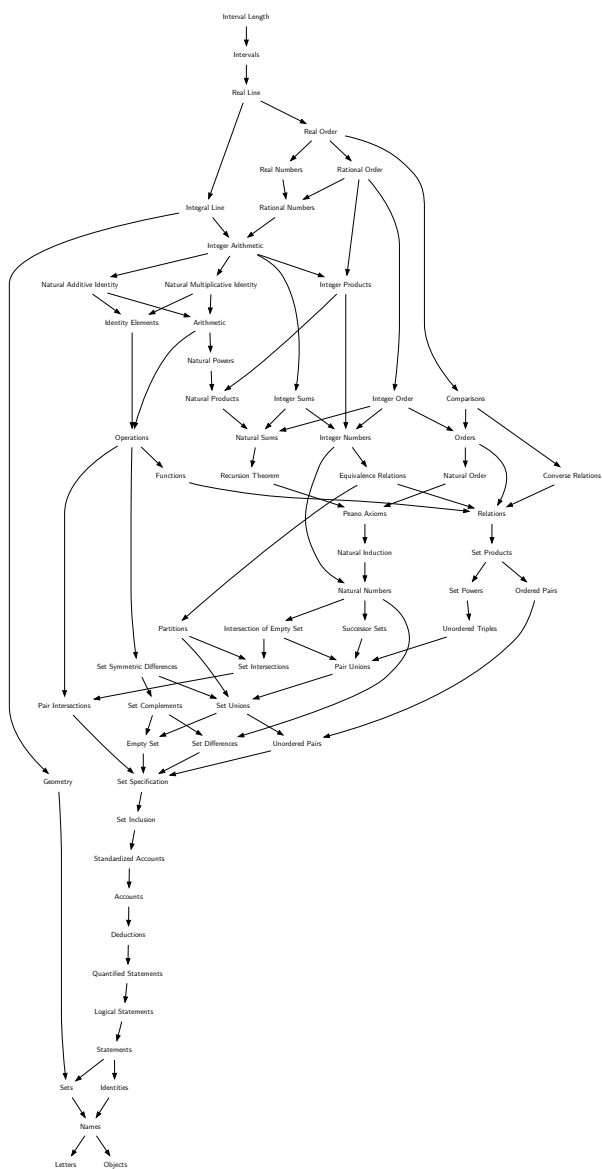 Interval Length
Intervals
Real Line
Real Order
Real Numbers
Rational Order
Integral Line
Rational Numbers
Integer Arithmetic
Natural Additive Identity
Natural Multiplicative Identity
Integer Products
Identity Elements
Arithmetic
Natural Powers
Natural Products
Integer Sums
Integer Order
Comparisons
Operations
Natural Sums
Integer Numbers
Orders
Functions
Recursion Theorem
Equivalence Relations
Natural Order
Converse Relations
Peano Axioms
Relations
Natural Induction
Set Products
Natural Numbers
Set Powers
Ordered Pairs
Partitions
Intersection of Empty Set
Successor Sets
Unordered Triples
Set Symmetric Differences
Set Intersections
Pair Unions
Pair Intersections
Set Complements
Set Unions
Empty Set
Set Differences
Unordered Pairs
Geometry
Set Specification
Set Inclusion
Standardized Accounts
Accounts
Deductions
Quantified Statements
Logical Statements
Statements
Sets
Identities
Names
Letters
Objects